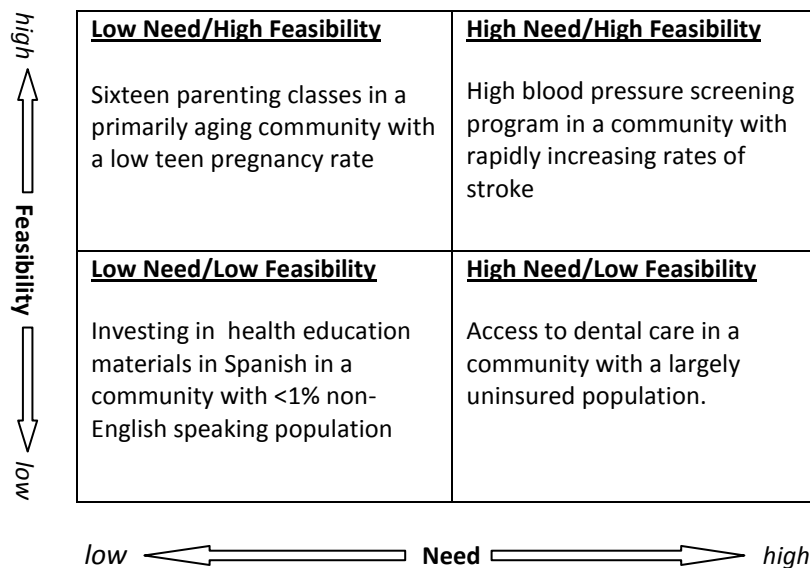 high
Feasibility
low
Low Need/High Feasibility
Sixteen parenting classes in a
primarily aging community with
a low teen pregnancy rate
High Need/High Feasibility
High blood pressure screening
program in a community with
rapidly increasing rates of
stroke
Low Need/Low Feasibility
Investing in health education
materials in Spanish in a
community with <1% non-
English speaking population
High Need/Low Feasibility
Access to dental care in a
community with a largely
uninsured population.
low Need high